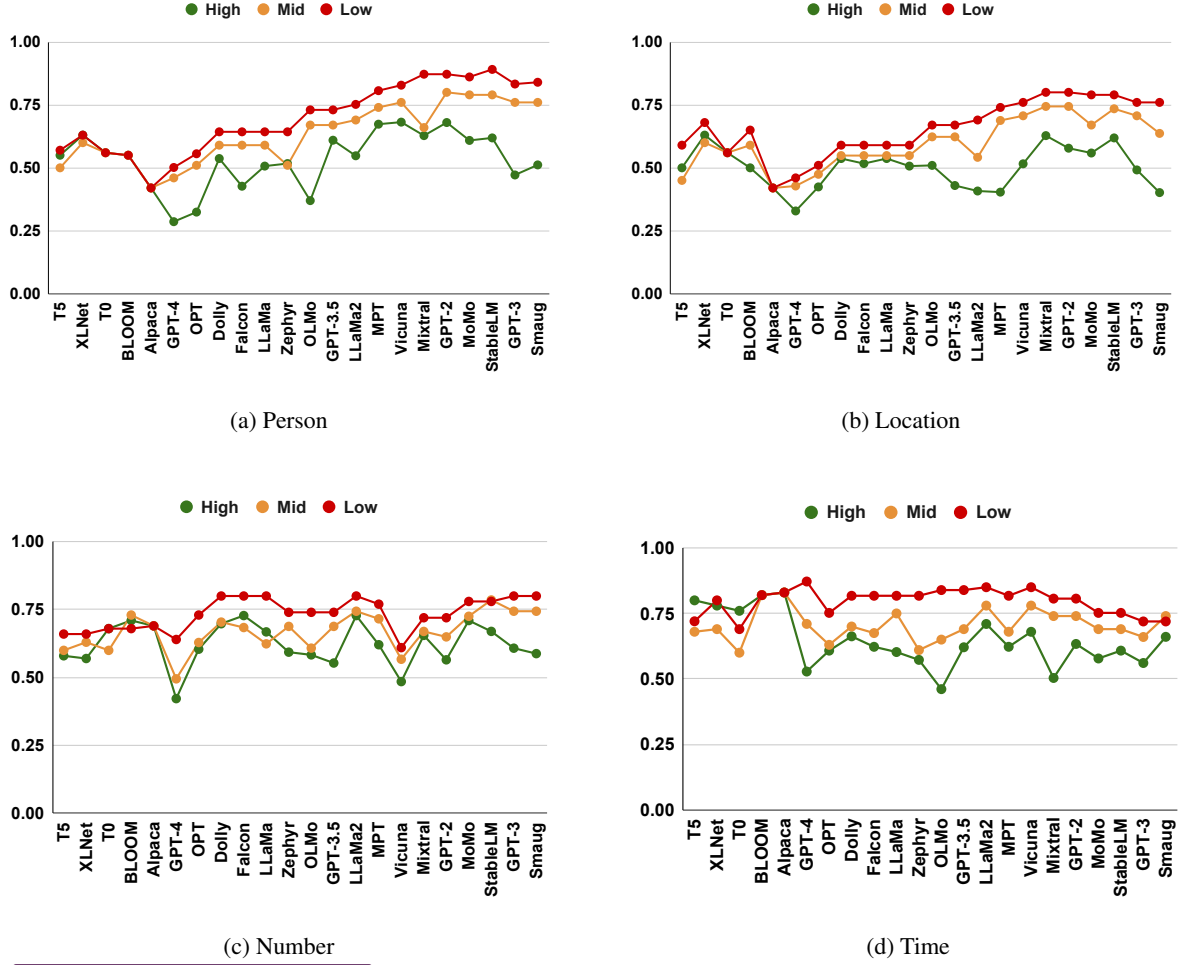 High Mid Low
1.00
0.75
0.50
0.25
0.00
T5 XLNet T0 BLOOM Alpaca GPT-4 OPT Dolly Falcon LLaMa Zephyr OLMo GPT-3.5 LLaMa2 MPT Vicuna Mixtral GPT-2 MoMo StableLM GPT-3 Smaug
(a) Person
High Mid Low
1.00
0.75
0.50
0.25
0.00
T5 XLNet T0 BLOOM Alpaca GPT-4 OPT Dolly Falcon LLaMa Zephyr OLMo GPT-3.5 LLaMa2 MPT Vicuna Mixtral GPT-2 MoMo StableLM GPT-3 Smaug
(b) Location
High Mid Low
1.00
0.75
0.50
0.25
0.00
T5 XLNet T0 BLOOM Alpaca GPT-4 OPT Dolly Falcon LLaMa Zephyr OLMo GPT-3.5 LLaMa2 MPT Vicuna Mixtral GPT-2 MoMo StableLM GPT-3 Smaug
(c) Number
High Mid Low
1.00
0.75
0.50
0.25
0.00
T5 XLNet T0 BLOOM Alpaca GPT-4 OPT Dolly Falcon LLaMa Zephyr OLMo GPT-3.5 LLaMa2 MPT Vicuna Mixtral GPT-2 MoMo StableLM GPT-3 Smaug
(d) Time